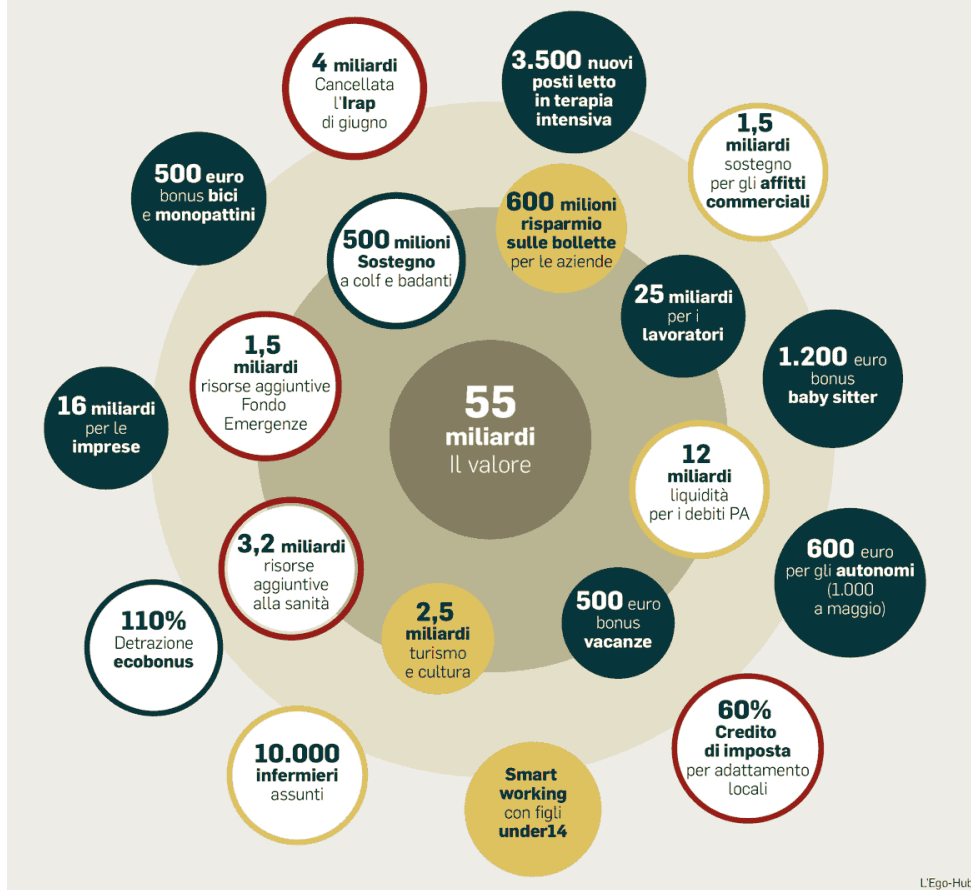 4 miliardi
Cancellata
l'Irap
di giugno
3.500 nuovi
posti letto
in terapia
intensiva
1,5
miliardi
sostegno
per gli affitti
commerciali
500 euro
bonus bici
e monopattini
500 milioni
Sostegno
a colf e badanti
600 milioni
risparmio
sulle bollette
per le aziende
25 miliardi
per i
lavoratori
1.200 euro
bonus
baby sitter
1,5
miliardi
risorse aggiuntive
Fondo
Emergenze
16 miliardi
per le
imprese
55
miliardi
Il valore
12
miliardi
liquidità
per i debiti PA
600 euro
per gli autonomi
(1.000
a maggio)
3,2 miliardi
risorse
aggiuntive
alla sanità
110%
Detrazione
ecobonus
2,5
miliardi
turismo
e cultura
500 euro
bonus
vacanze
60%
Credito
di imposta
per adattamento
locali
10.000
infermieri
assunti
Smart
working
con figli
under14
L'Ego-Hub